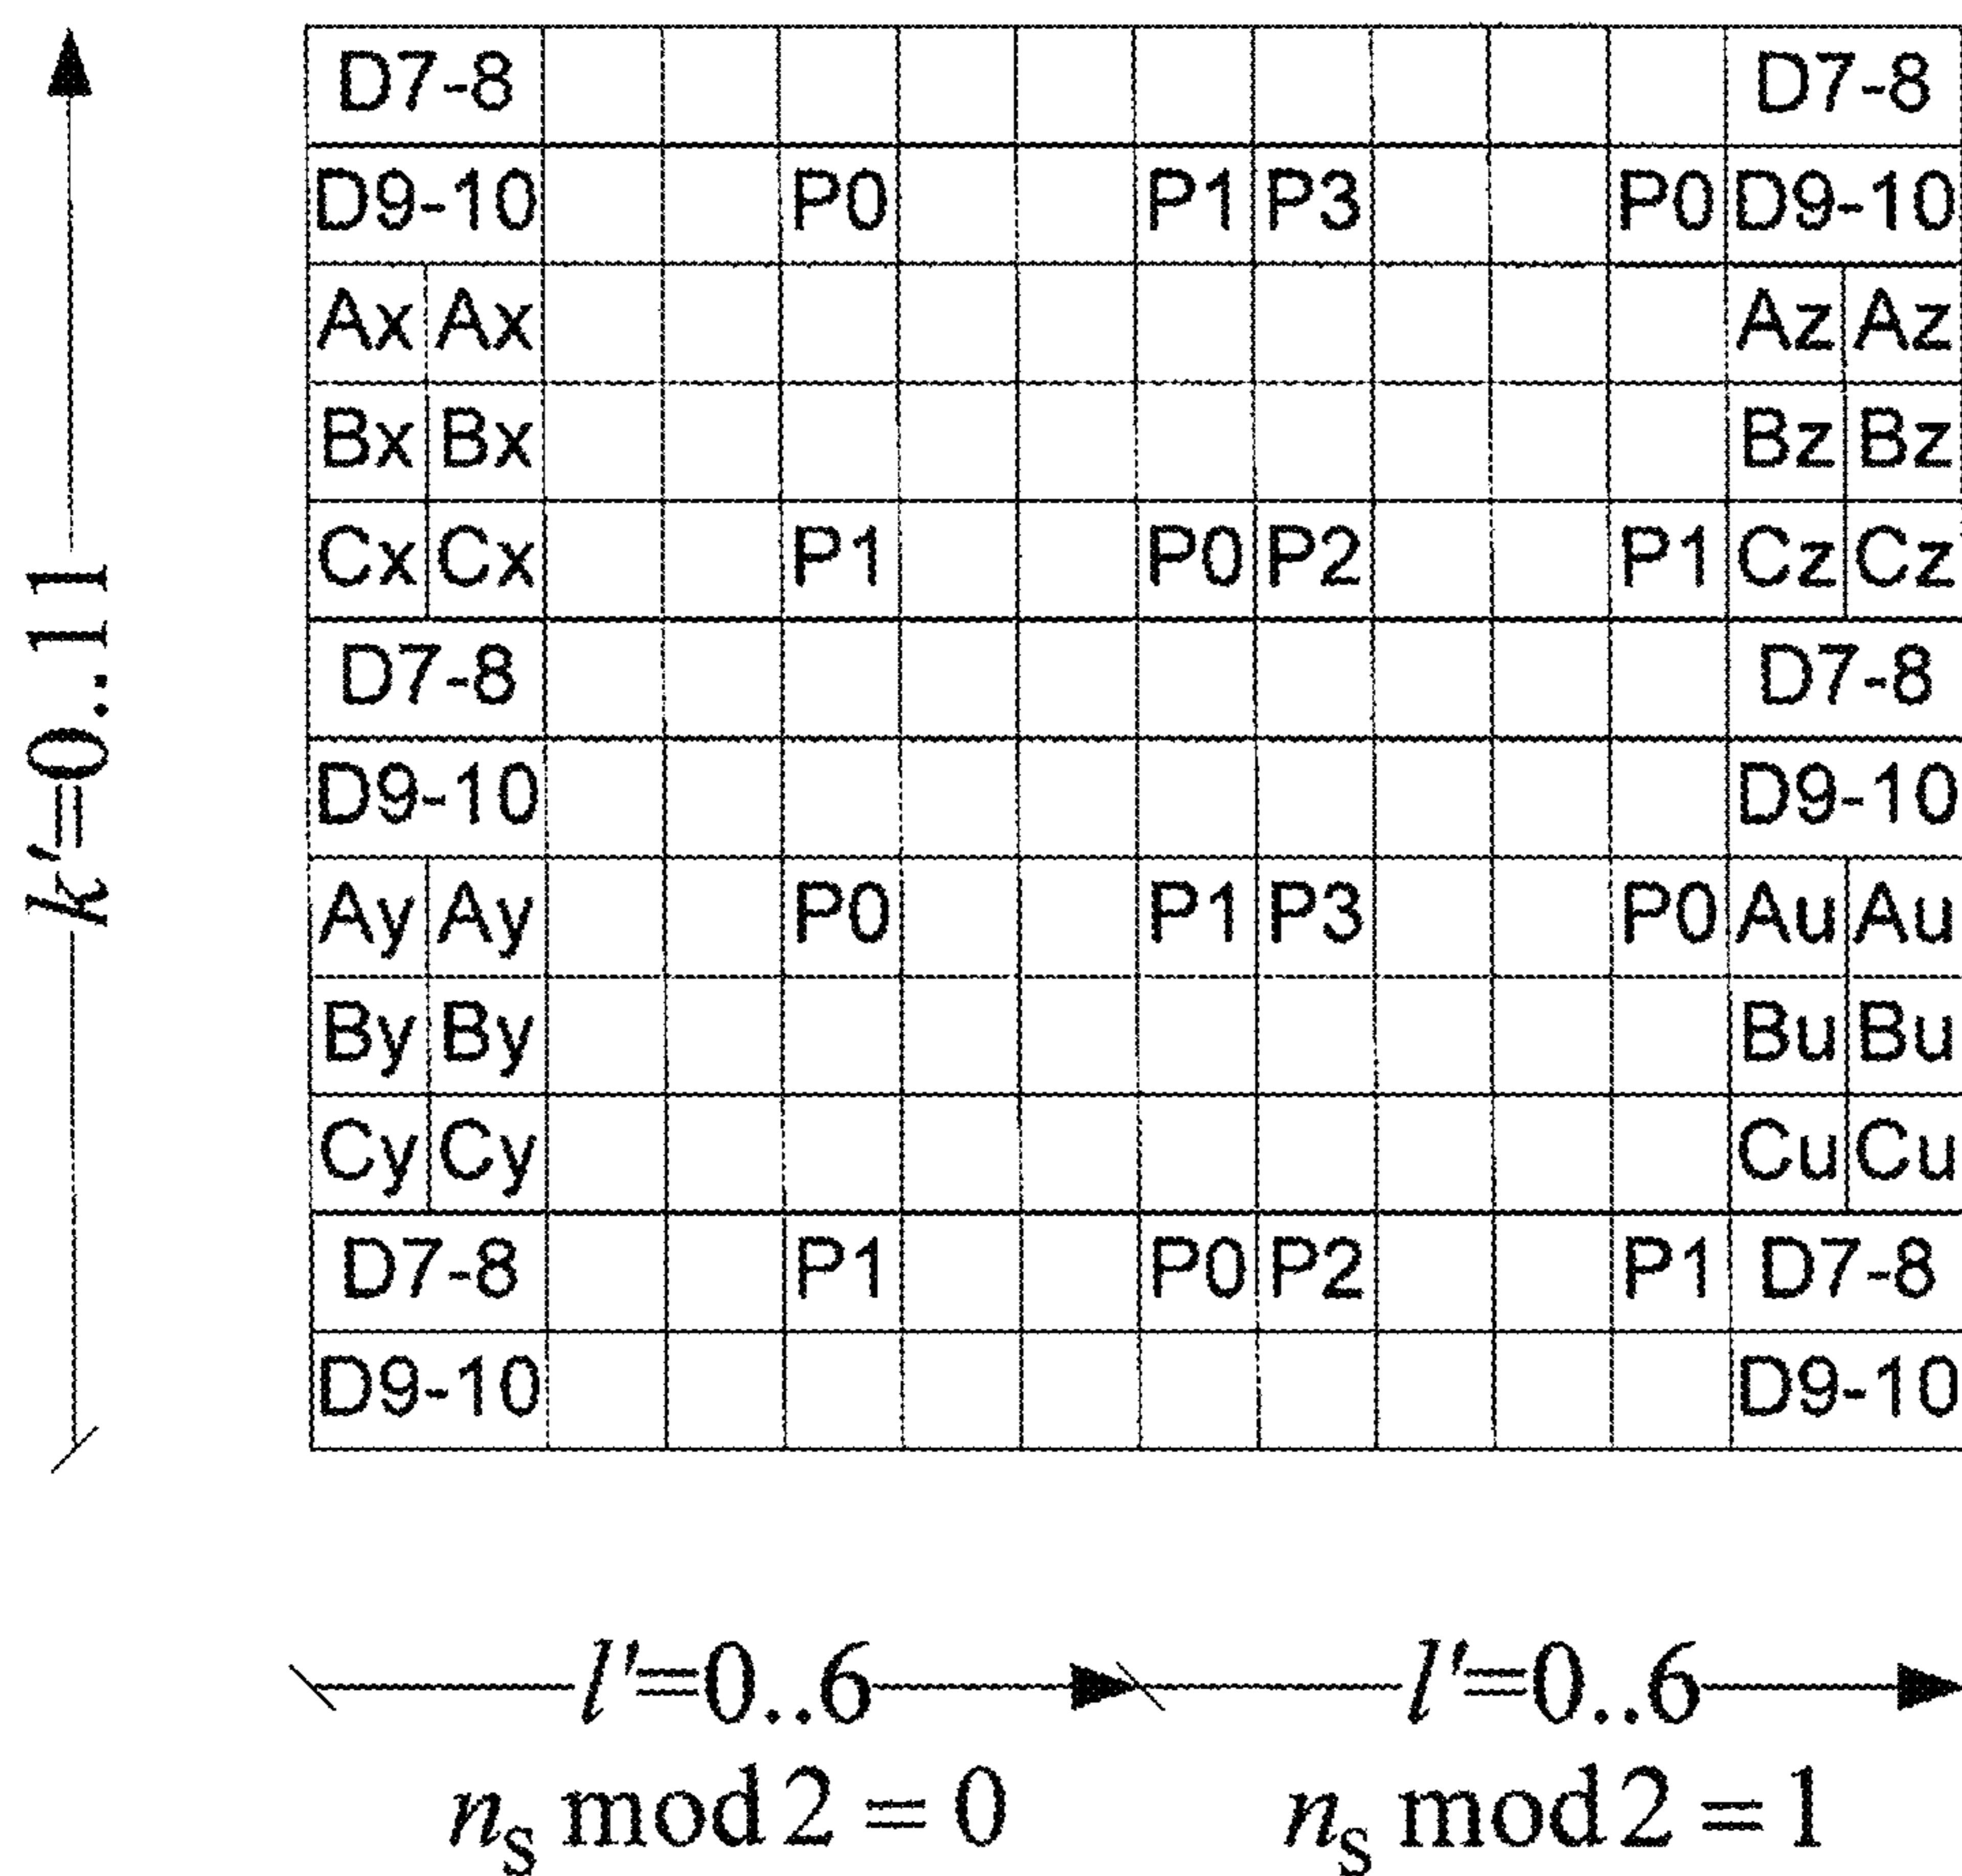 D7-8 D7-8
D9-10 P0 P1 P3 P0 D9-10
Ax Ax Az Az
Bx Bx Bz Bz
Cx Cx P1 P0 P2 P1 Cz Cz
D7-8 D7-8
D9-10 D9-10
Ay Ay P0 P1 P3 P0 Au Au
By By Bu Bu
Cy Cy Cu Cu
D7-8 P1 P0 P2 P1 D7-8
D9-10 D9-10
k'=0..11
l'=0..6 l'=0..6
nₛ mod 2 = 0 nₛ mod 2 = 1